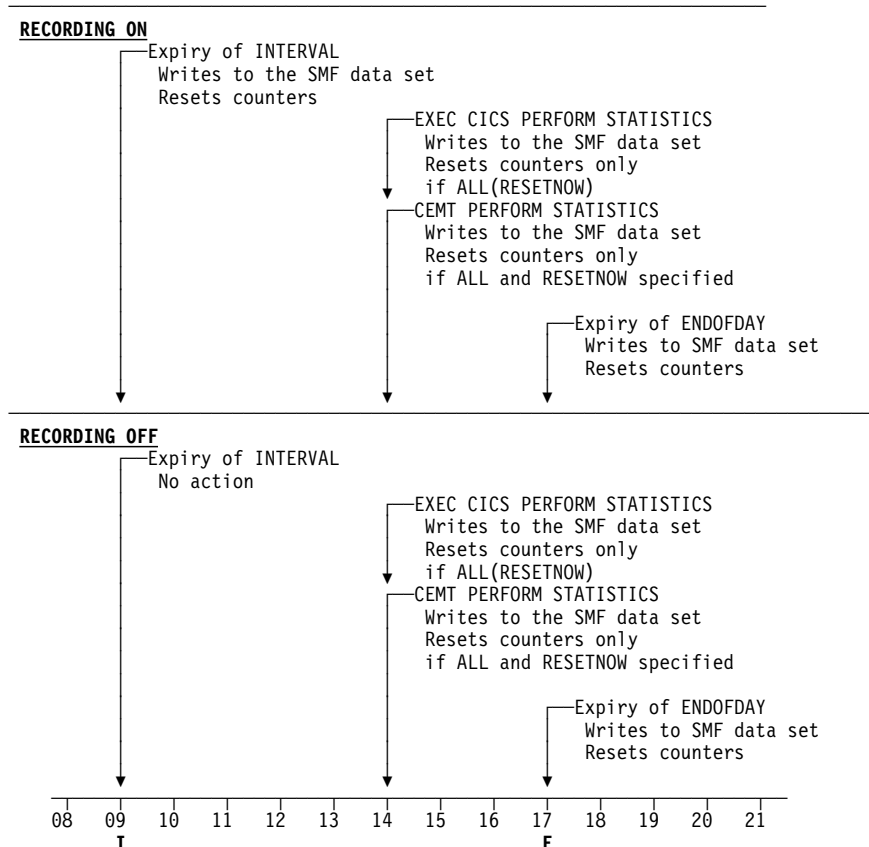 RECORDING ON
Expiry of INTERVAL
Writes to the SMF data set
Resets counters
EXEC CICS PERFORM STATISTICS
Writes to the SMF data set
Resets counters only
if ALL(RESETNOW)
CEMT PERFORM STATISTICS
Writes to the SMF data set
Resets counters only
if ALL and RESETNOW specified
Expiry of ENDOFDAY
Writes to SMF data set
Resets counters
RECORDING OFF
Expiry of INTERVAL
No action
EXEC CICS PERFORM STATISTICS
Writes to the SMF data set
Resets counters only
if ALL(RESETNOW)
CEMT PERFORM STATISTICS
Writes to the SMF data set
Resets counters only
if ALL and RESETNOW specified
Expiry of ENDOFDAY
Writes to SMF data set
Resets counters
08 09 10 11 12 13 14 15 16 17 18 19 20 21